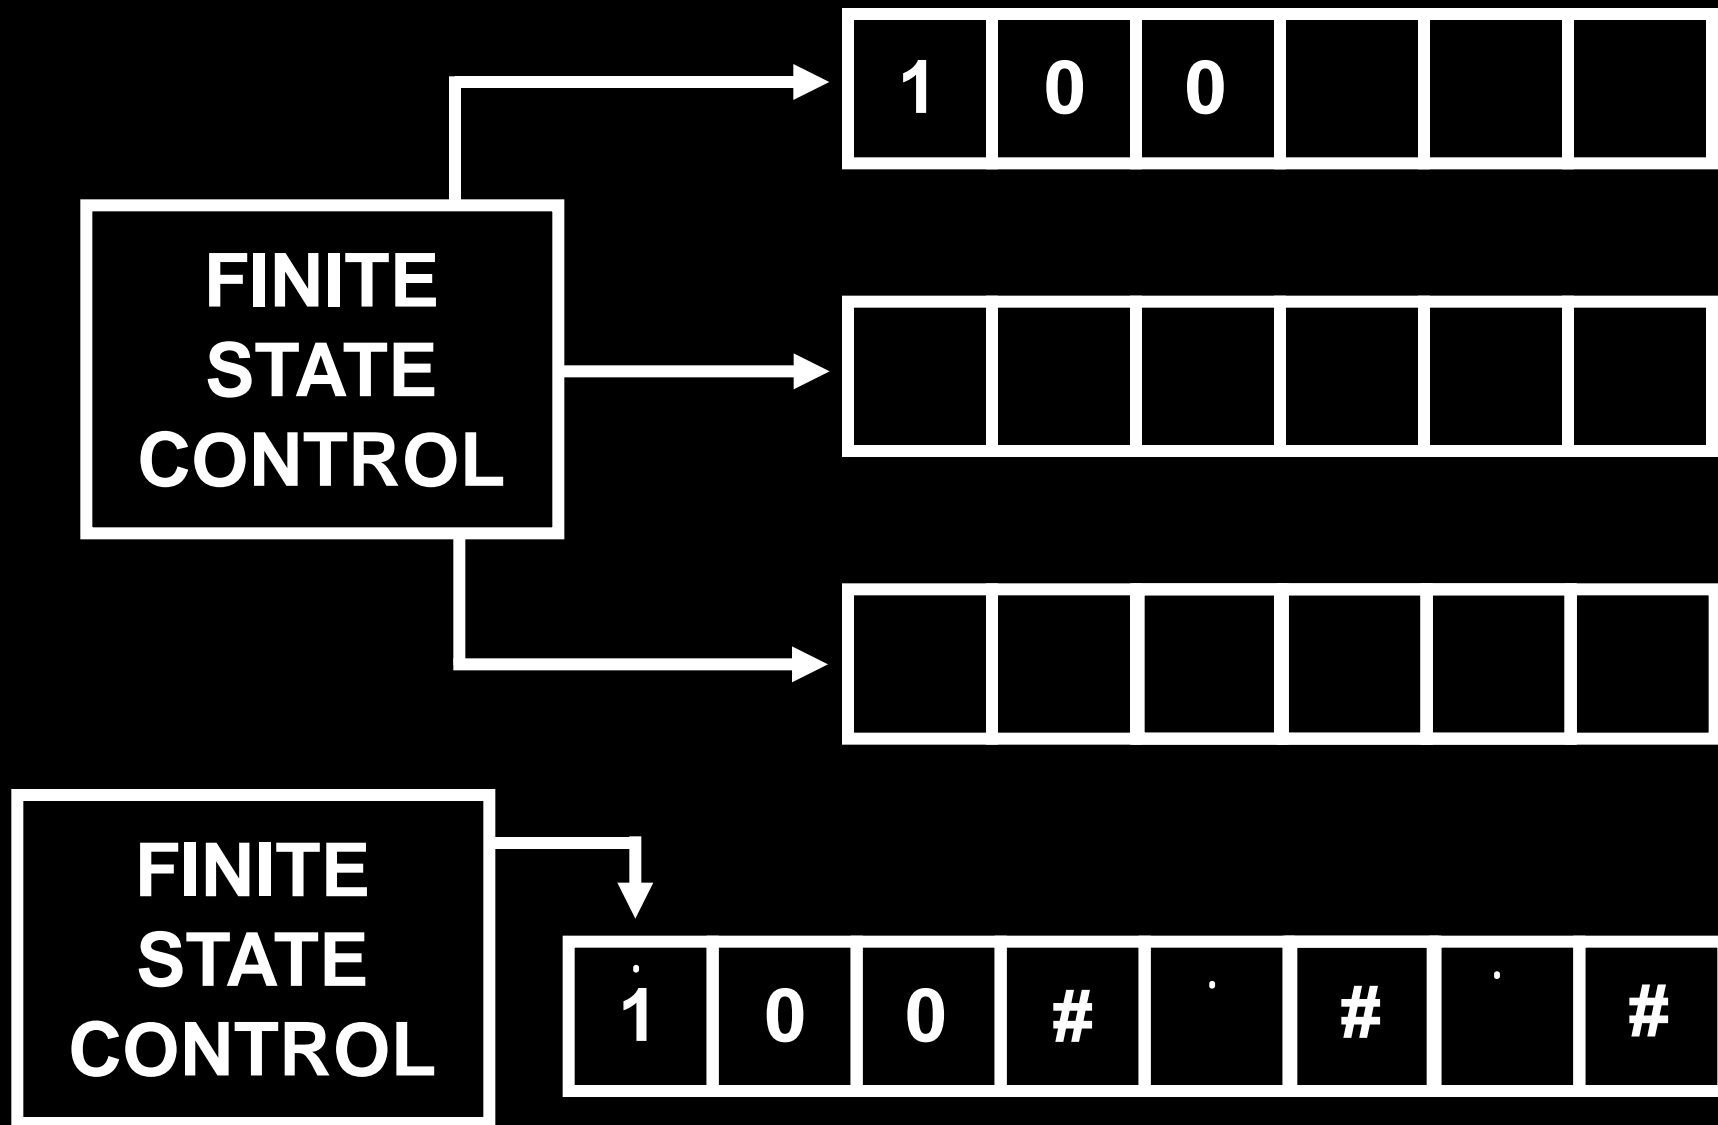 1 0 0
FINITE
STATE
CONTROL
FINITE
STATE
CONTROL
1 0 0 # # #